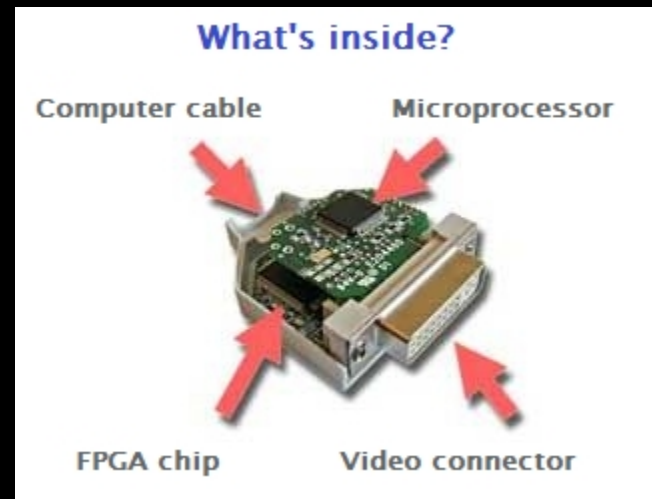 What's inside?
Computer cable
Microprocessor
FPGA chip
Video connector